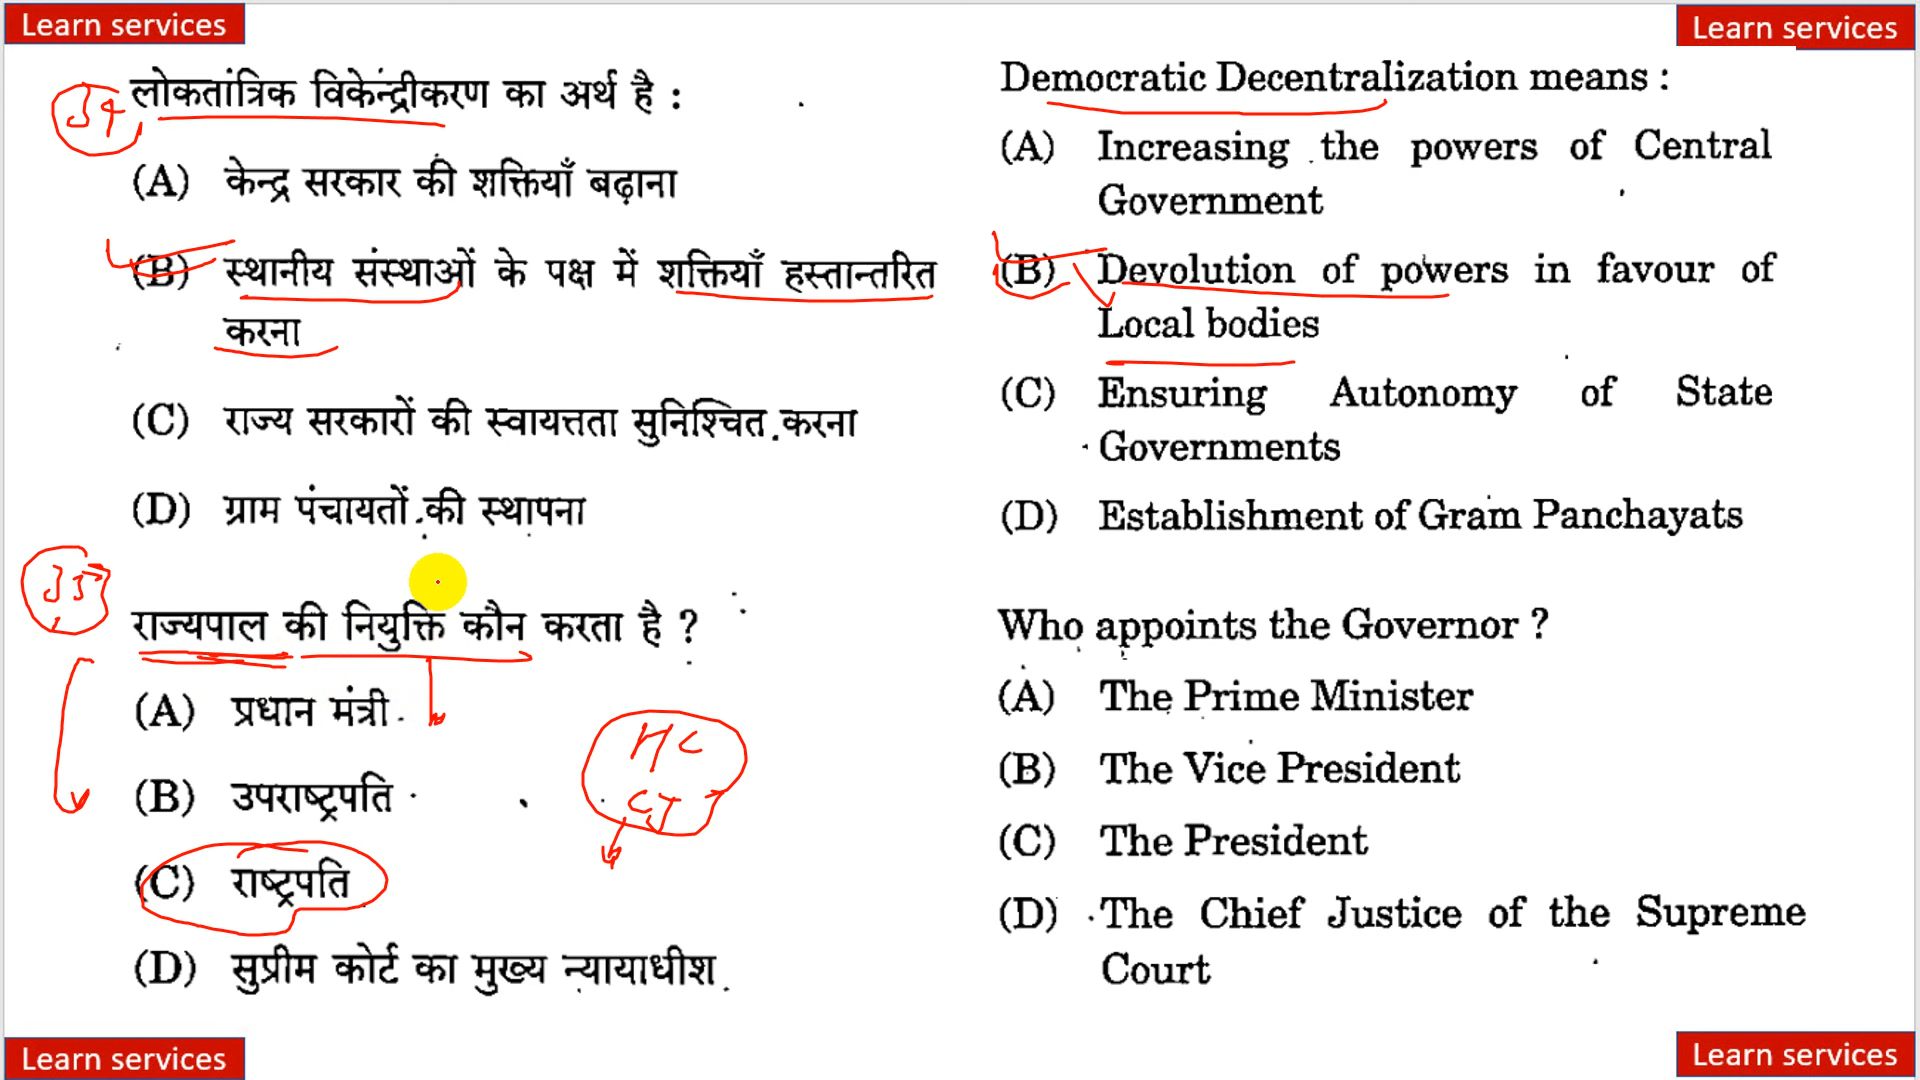 Learn services
Learn services
34
लोकतांत्रिक विकेन्द्रीकरण का अर्थ है :
(A) केन्द्र सरकार की शक्तियाँ बढ़ाना
(B) स्थानीय संस्थाओं के पक्ष में शक्तियाँ हस्तान्तरित
करना
(C) राज्य सरकारों की स्वायत्तता सुनिश्चित करना
(D) ग्राम पंचायतों की स्थापना
35
राज्यपाल की नियुक्ति कौन करता है ?
(A) प्रधान मंत्री
(B) उपराष्ट्रपति
(C) राष्ट्रपति
(D) सुप्रीम कोर्ट का मुख्य न्यायाधीश
HC
CJ
Democratic Decentralization means :
(A) Increasing the powers of Central
Government
(B) Devolution of powers in favour of
Local bodies
(C) Ensuring Autonomy of State
Governments
(D) Establishment of Gram Panchayats
Who appoints the Governor ?
(A) The Prime Minister
(B) The Vice President
(C) The President
(D) The Chief Justice of the Supreme
Court
Learn services
Learn services